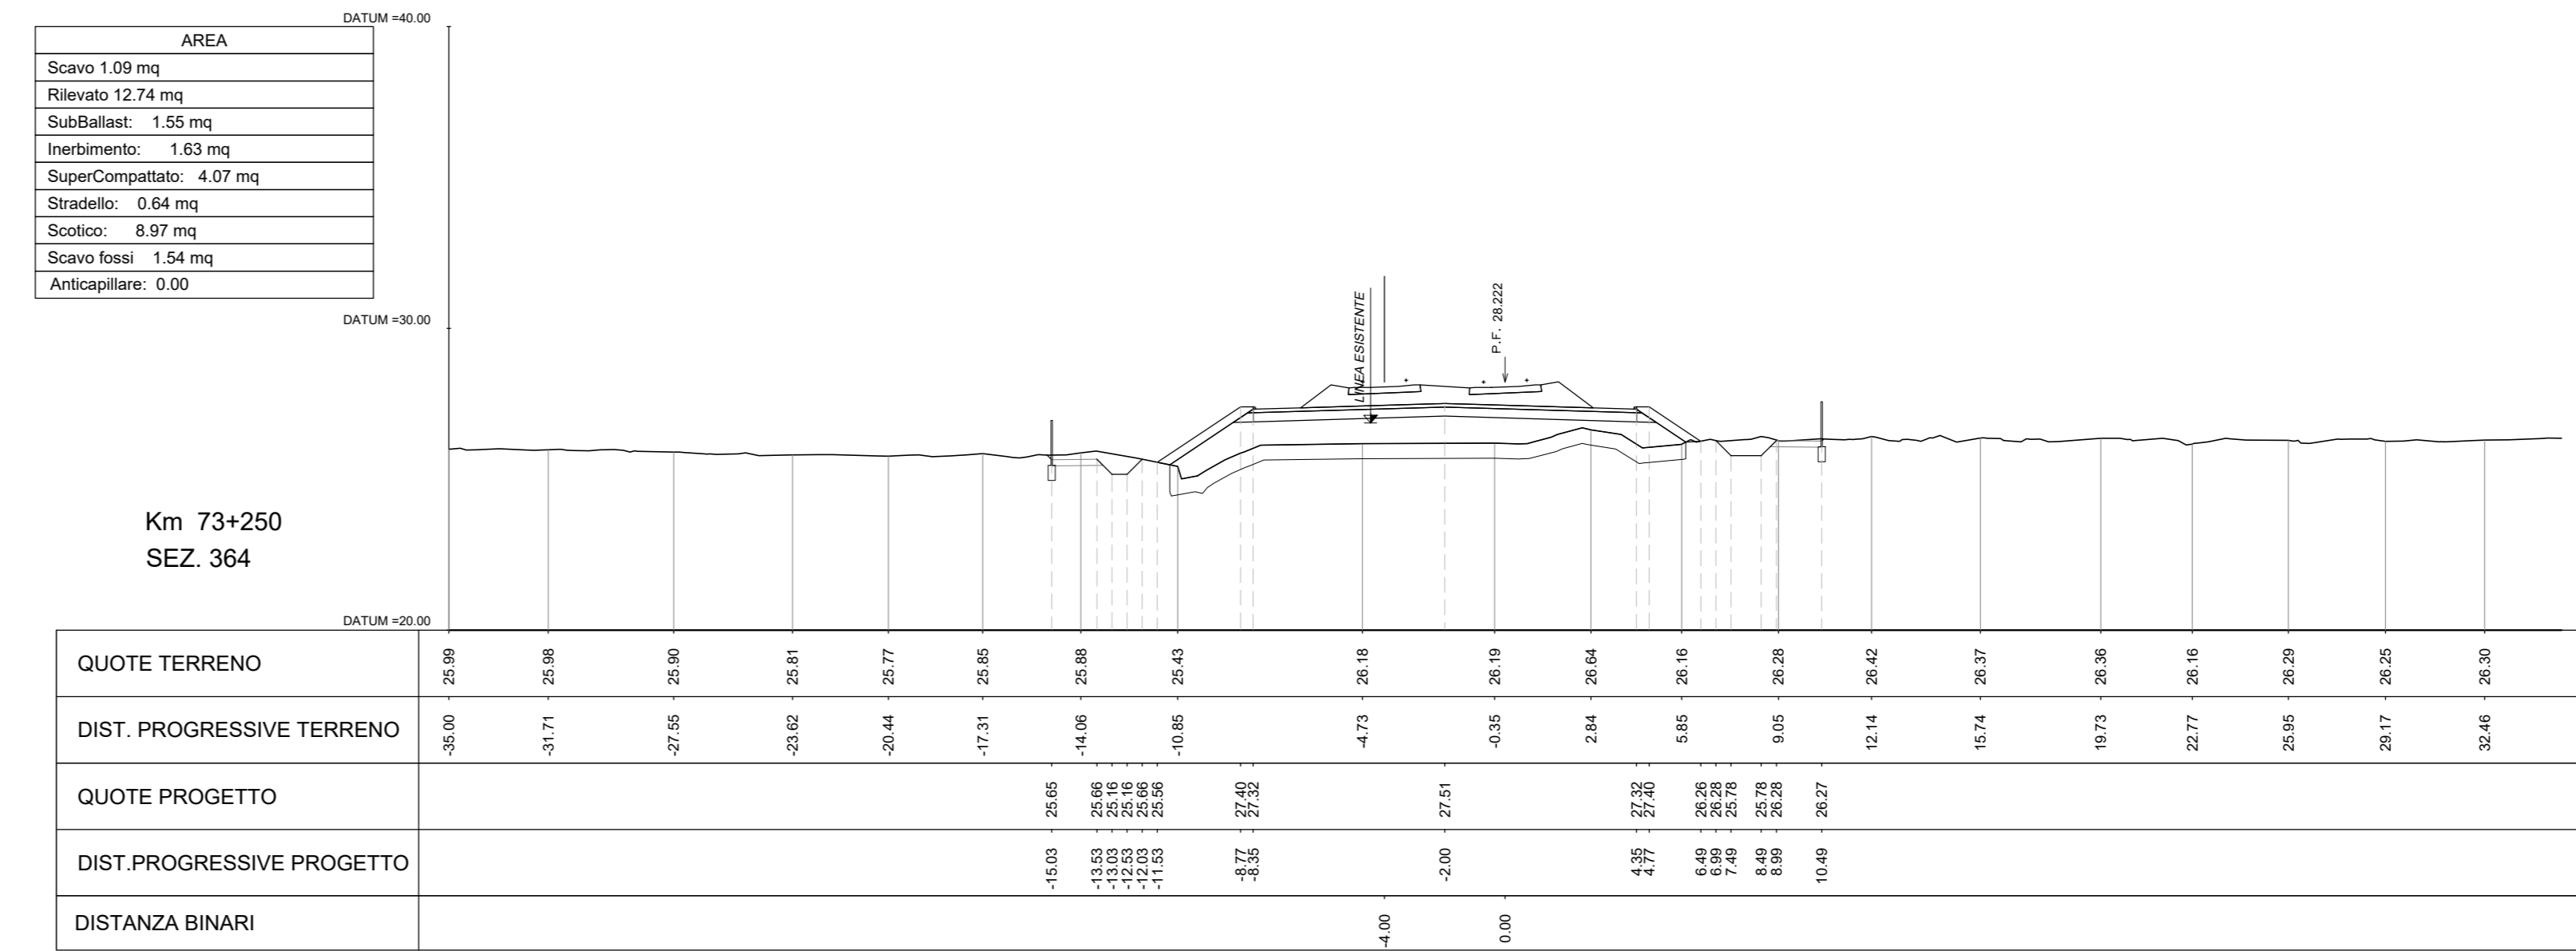 DATUM =40.00
AREA
Scavo 1.09 mq
Rilevato 12.74 mq
SubBallast: 1.55 mq
Inerbimento: 1.63 mq
SuperCompattato: 4.07 mq
Stradello: 0.64 mq
Scotico: 8.97 mq
Scavo fossi 1.54 mq
Anticapillare: 0.00
DATUM =30.00
LINEA ESISTENTE
P.F. 28.222
Km 73+250
SEZ. 364
DATUM =20.00
QUOTE TERRENO 25.99 25.98 25.90 25.81 25.77 25.85 25.88 25.43 26.18 26.19 26.64 26.16 26.28 26.42 26.37 26.36 26.16 26.29 26.25 26.30
DIST. PROGRESSIVE TERRENO -35.00 -31.71 -27.55 -23.62 -20.44 -17.31 -14.06 -10.85 -4.73 -0.35 2.84 5.85 9.05 12.14 15.74 19.73 22.77 25.95 29.17 32.46
QUOTE PROGETTO 25.65 25.66 25.16 25.16 25.66 25.56 27.40 27.32 27.51 27.32 27.40 26.26 26.28 25.78 25.78 26.28 26.27
DIST.PROGRESSIVE PROGETTO -15.03 -13.53 -13.03 -12.53 -12.03 -11.53 -8.77 -8.35 -2.00 4.35 4.77 6.49 6.99 7.49 8.49 8.99 10.49
DISTANZA BINARI -4.00 0.00